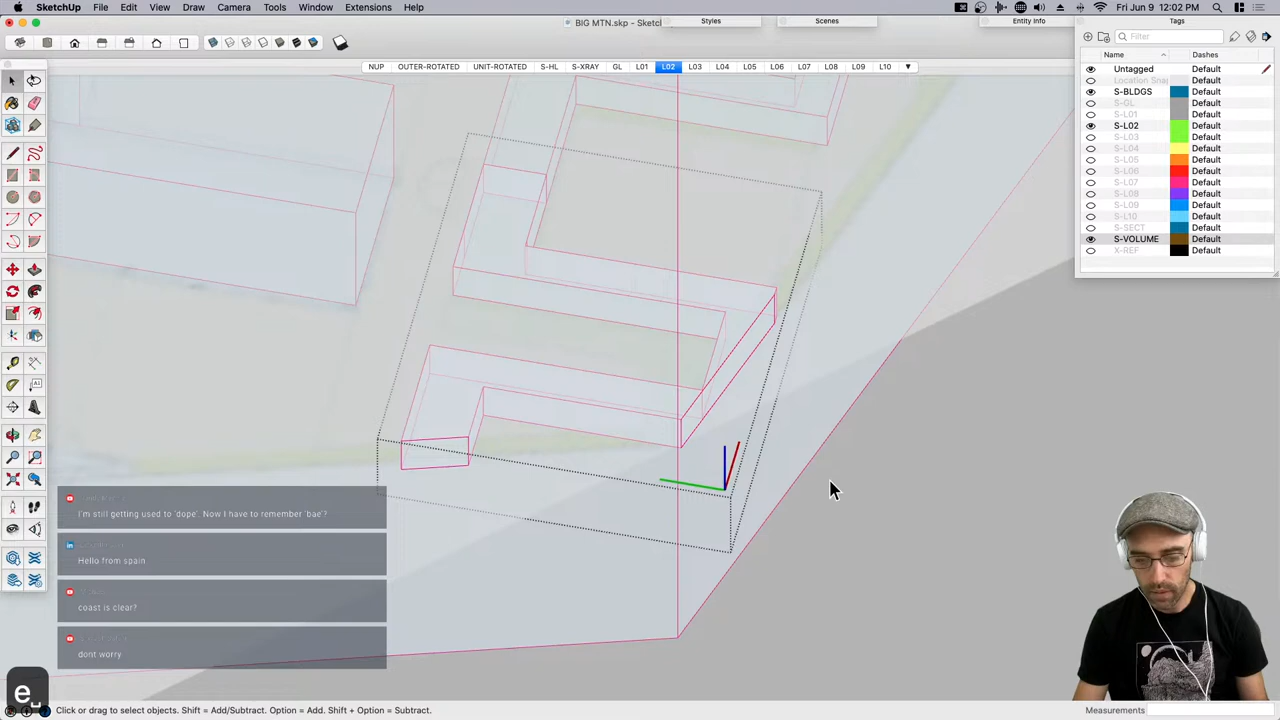 SketchUp File Edit View Draw Camera Tools Window Extensions Help
Fri Jun 9 12:02 PM
BIG MTN.skp - Sketc
Styles
Scenes
Entity Info
Tags
Filter
NUP OUTER-ROTATED UNIT-ROTATED S-HL S-XRAY GL L01 L02 L03 L04 L05 L06 L07 L08 L09 L10
Name Dashes
Untagged Default
Location Snap Default
S-BLDGS Default
S-GL Default
S-L01 Default
S-L02 Default
S-L03 Default
S-L04 Default
S-L05 Default
S-L06 Default
S-L07 Default
S-L08 Default
S-L09 Default
S-L10 Default
S-SECT Default
S-VOLUME Default
X-REF Default
I'm still getting used to 'dope'. Now I have to remember 'bae'?
Hello from spain
coast is clear?
dont worry
e
Click or drag to select objects. Shift = Add/Subtract. Option = Add. Shift + Option = Subtract.
Measurements